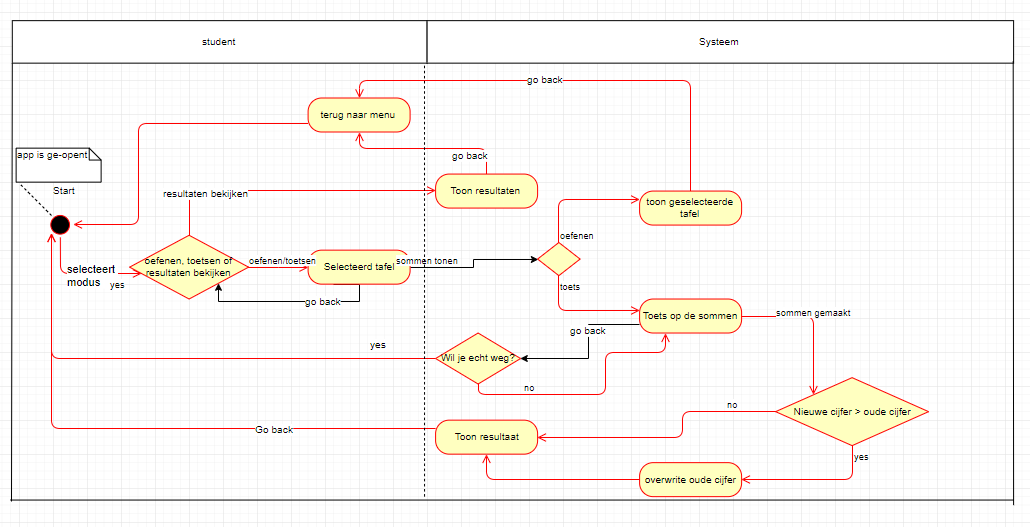 student
Systeem
go back
terug naar menu
app is ge-opent
go back
Start
resultaten bekijken
Toon resultaten
toon geselecteerde
tafel
oefenen
oefenen, toetsen of
resultaten bekijken
oefenen/toetsen
Selecteerd tafel
sommen tonen
selecteert
modus
yes
toets
go back
Toets op de sommen
sommen gemaakt
go back
yes
Wil je echt weg?
no
no
Nieuwe cijfer > oude cijfer
Go back
Toon resultaat
yes
overwrite oude cijfer